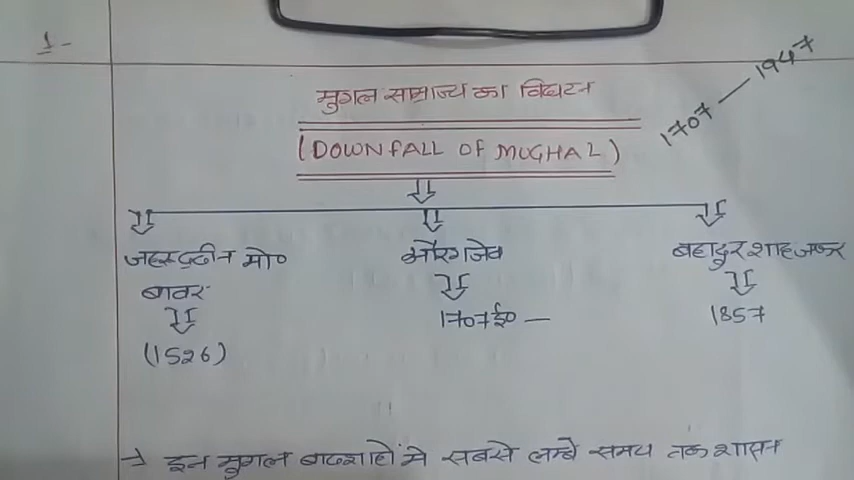 1-
1707 — 1947
मुगल साम्राज्य का विघटन
(DOWNFALL OF MUGHAL)
जहरुद्दीन मो० औरंगजेब बहादुर शाह जफर
बाबर 1707ई० — 1857
(1526)
→ इन मुगल बादशाहों में सबसे लम्बे समय तक शासन